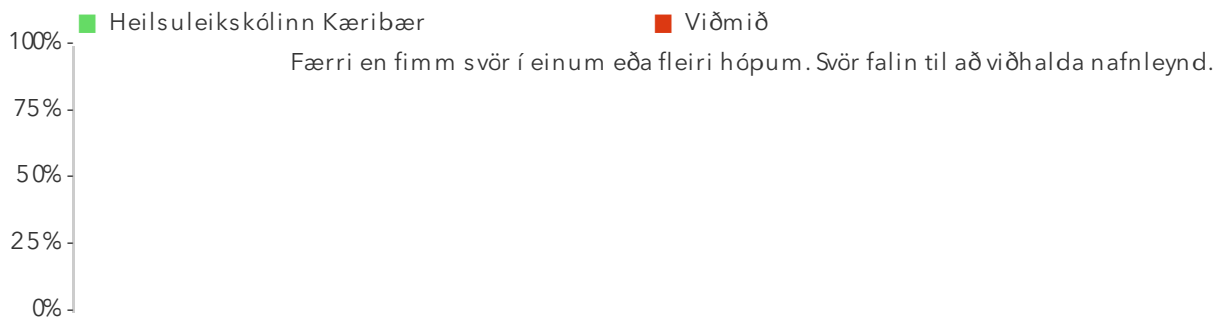 Heilsuleikskólinn Kæribær Viðmið
100%
Færri en fimm svör í einum eða fleiri hópum. Svör falin til að viðhalda nafnleynd.
75%
50%
25%
0%